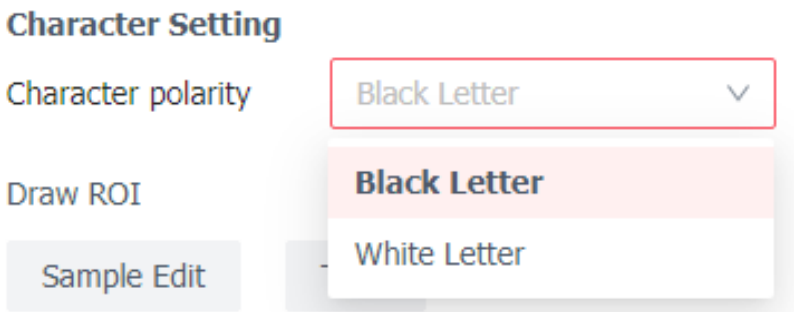 Character Setting
Character polarity
Black Letter
Black Letter
Draw ROI
White Letter
Sample Edit